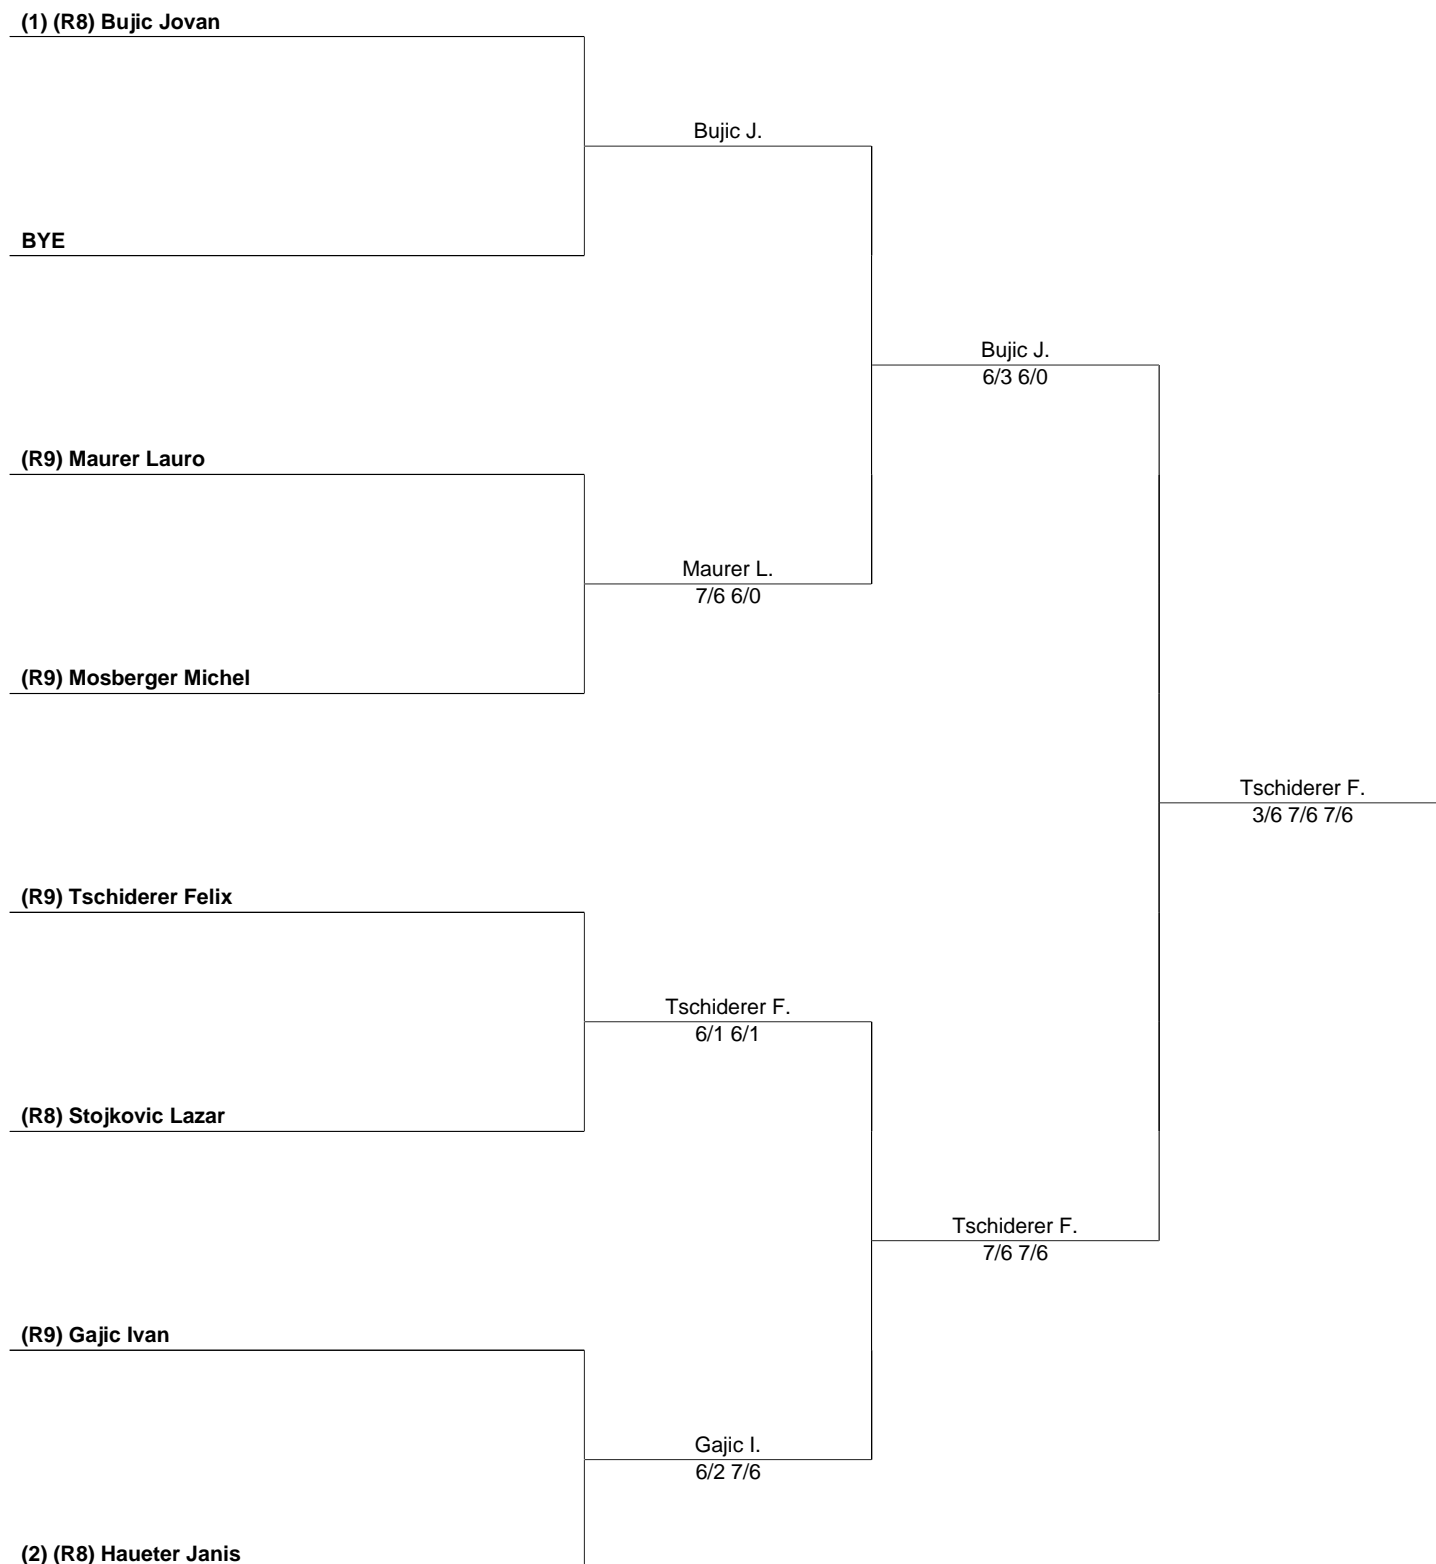 (1) (R8) Bujic Jovan
Bujic J.
BYE
Bujic J.
6/3 6/0
(R9) Maurer Lauro
Maurer L.
7/6 6/0
(R9) Mosberger Michel
Tschiderer F.
3/6 7/6 7/6
(R9) Tschiderer Felix
Tschiderer F.
6/1 6/1
(R8) Stojkovic Lazar
Tschiderer F.
7/6 7/6
(R9) Gajic Ivan
Gajic I.
6/2 7/6
(2) (R8) Haueter Janis